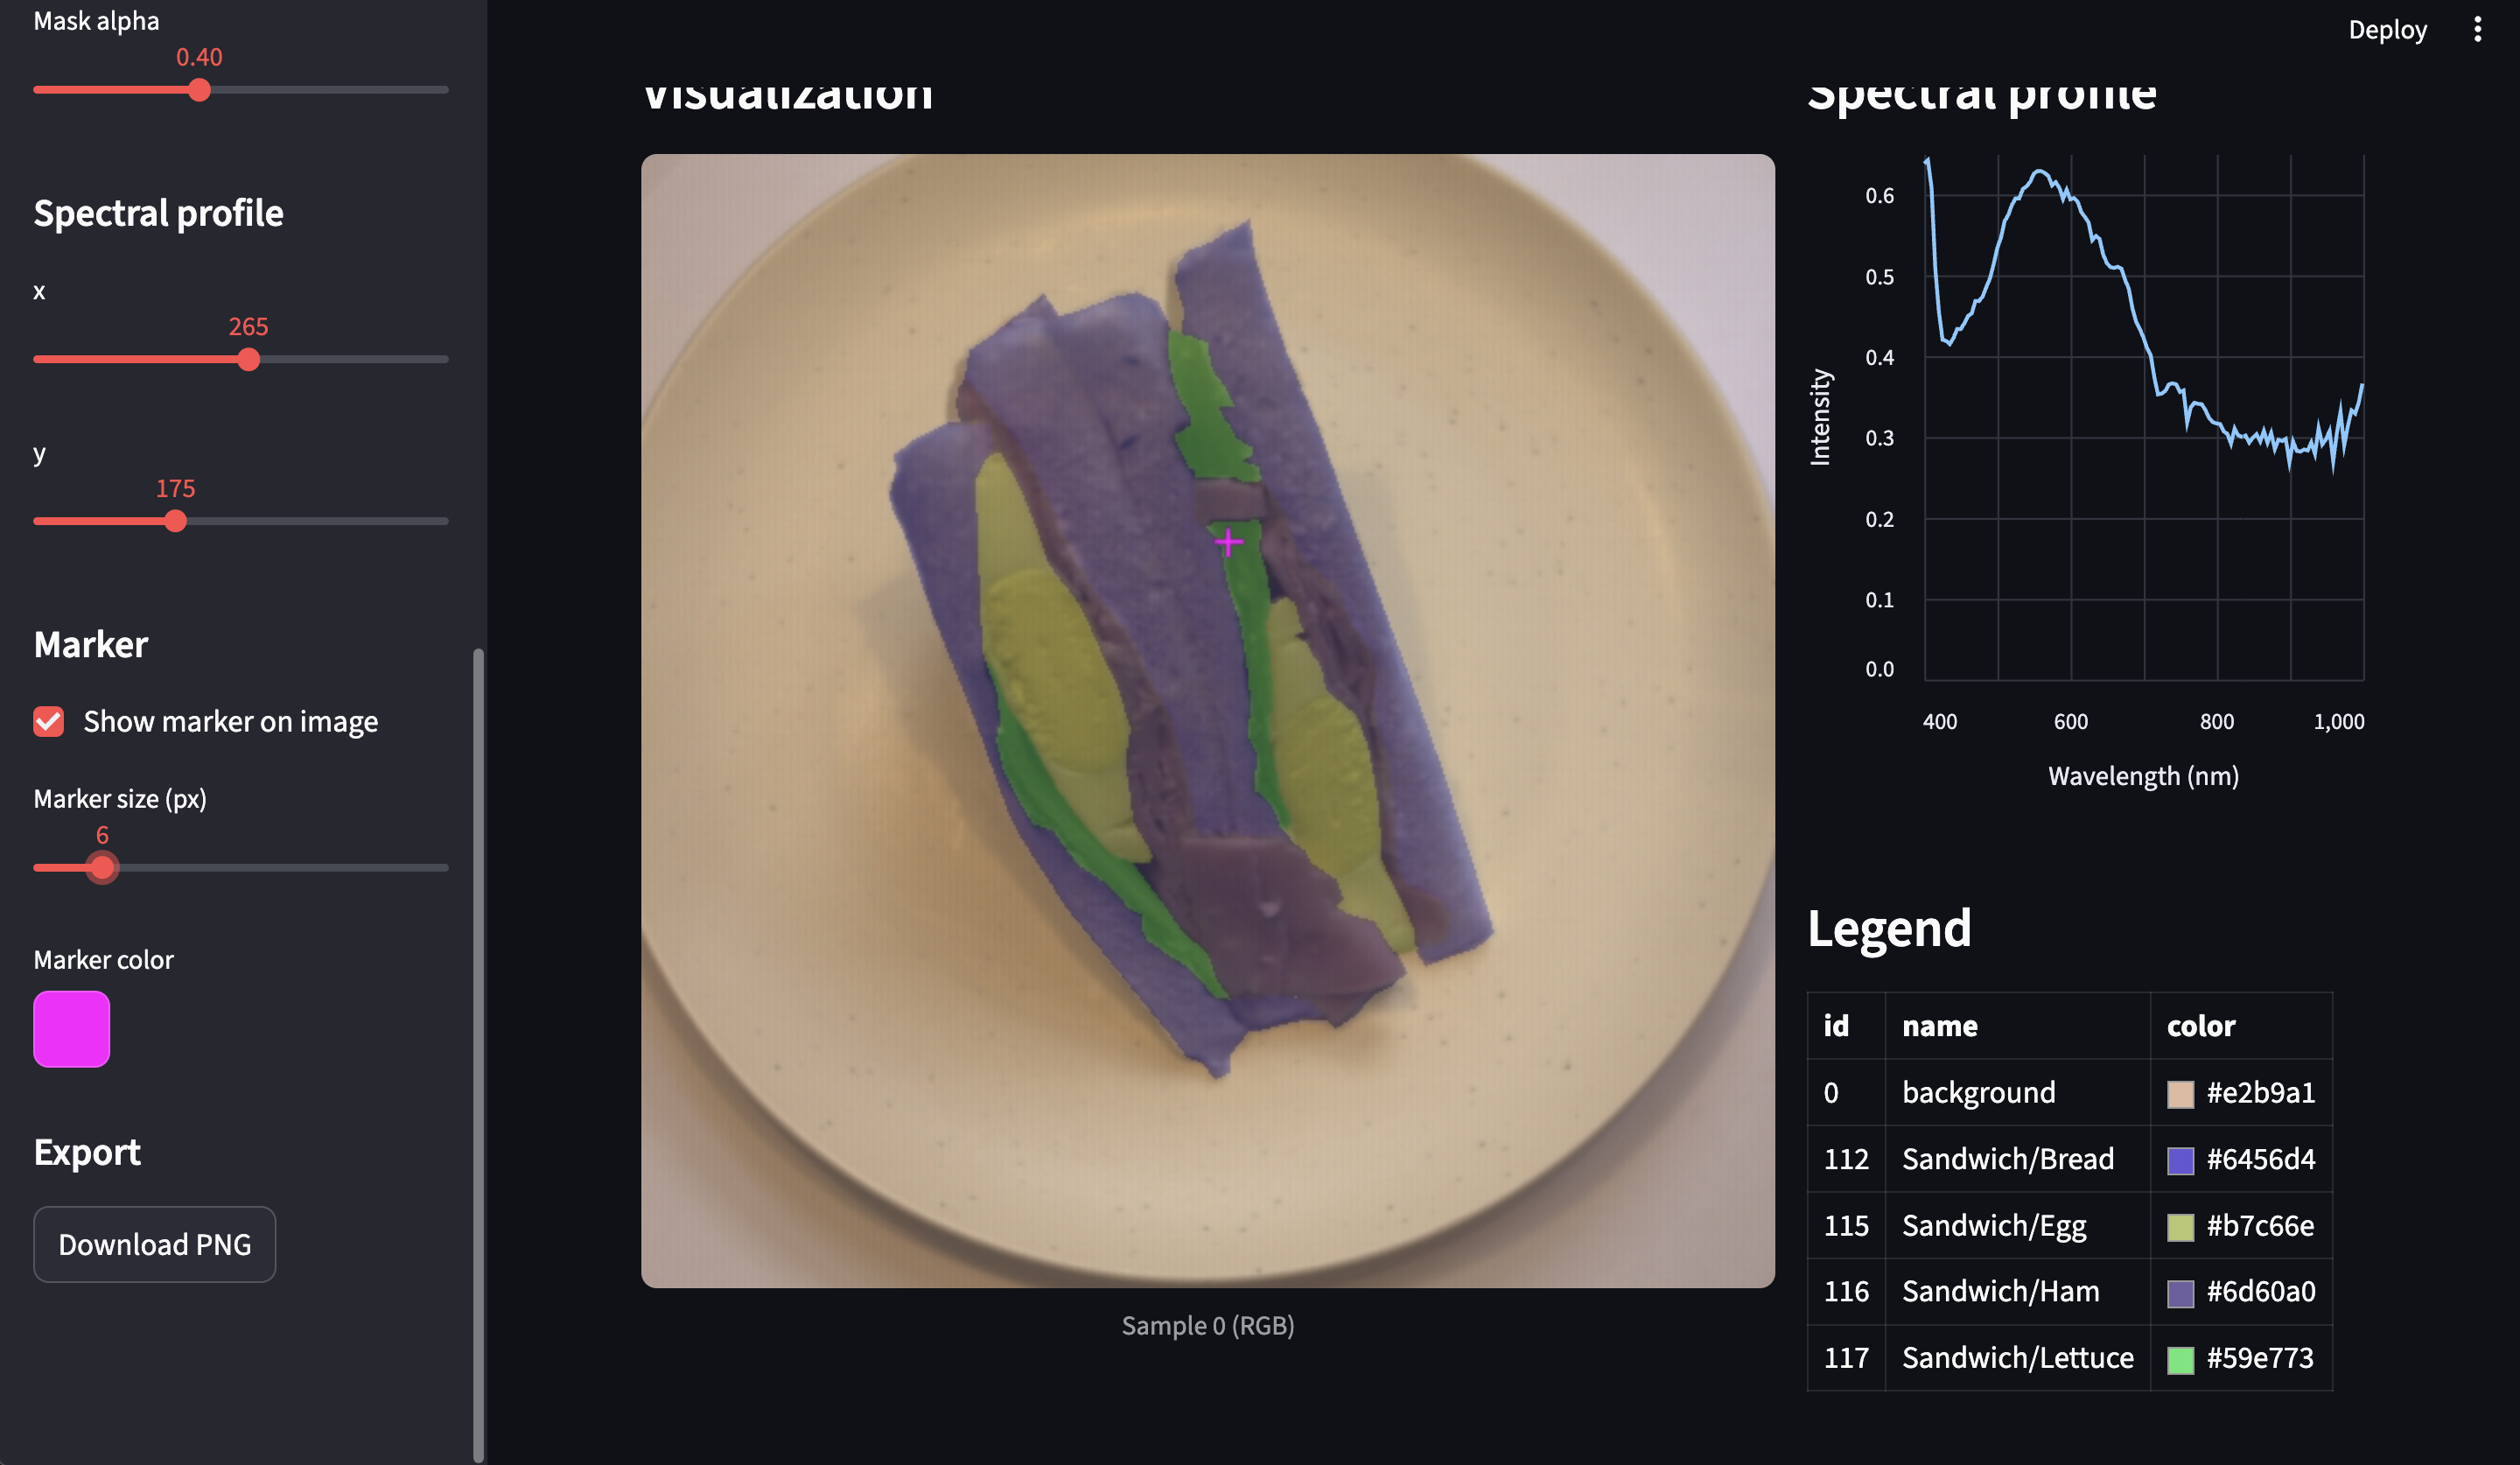 Mask alpha
0.40
Spectral profile
x
265
y
175
Marker
Show marker on image
Marker size (px)
6
Marker color
Export
Download PNG
Deploy
Visualization
Sample 0 (RGB)
Spectral profile
Intensity
0.6
0.5
0.4
0.3
0.2
0.1
0.0
400 600 800 1,000
Wavelength (nm)
Legend
id name color
0 background #e2b9a1
112 Sandwich/Bread #6456d4
115 Sandwich/Egg #b7c66e
116 Sandwich/Ham #6d60a0
117 Sandwich/Lettuce #59e773